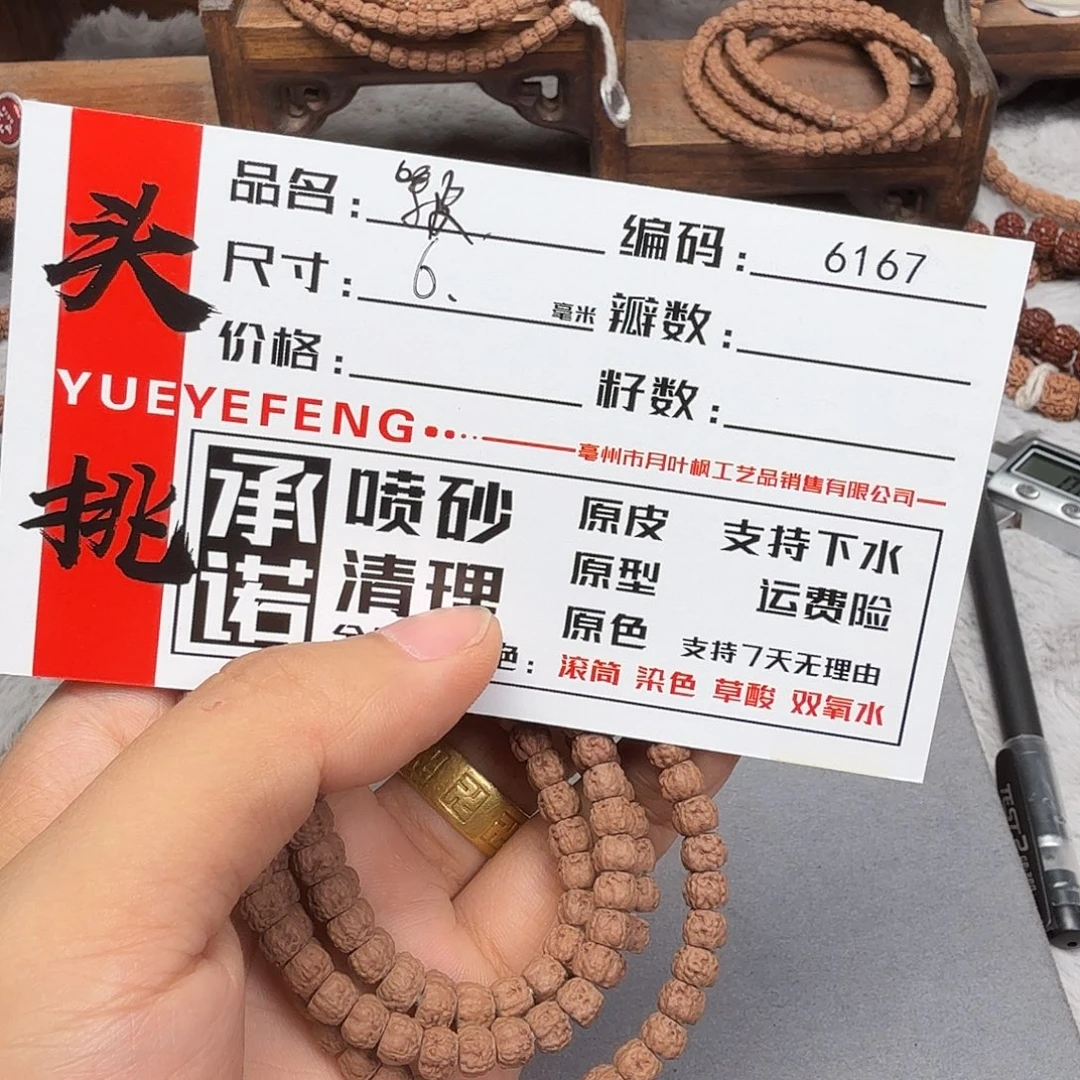 头挑
品名：
编码：6167
尺寸：6. 毫米
瓣数：
价格：
籽数：
YUEYEFENG
亳州市月叶枫工艺品销售有限公司
承诺
喷砂 原皮 支持下水
清理 原型 运费险
原色 支持7天无理由
色：滚筒 染色 草酸 双氧水